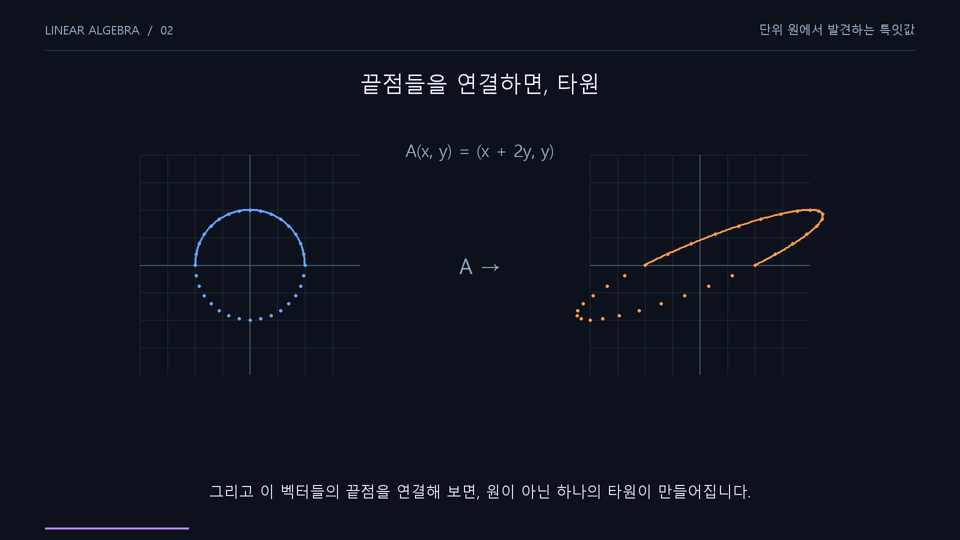 LINEAR ALGEBRA / 02
단위 원에서 발견하는 특잇값
끝점들을 연결하면, 타원
A(x, y) = (x + 2y, y)
A →
그리고 이 벡터들의 끝점을 연결해 보면, 원이 아닌 하나의 타원이 만들어집니다.